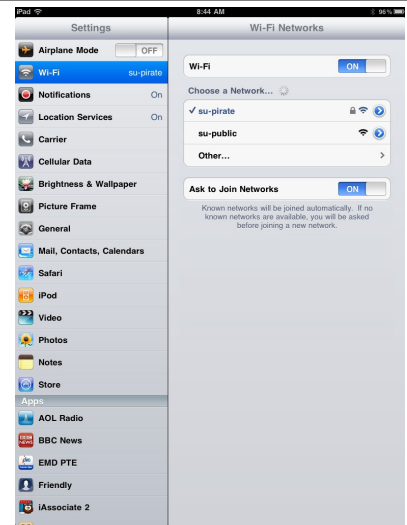 iPad 8:44 AM 96%
Settings
Airplane Mode OFF
Wi-Fi su-pirate
Notifications On
Location Services On
Carrier
Cellular Data
Brightness & Wallpaper
Picture Frame
General
Mail, Contacts, Calendars
Safari
iPod
Video
Photos
Notes
Store
Apps
AOL Radio
BBC News
EMD PTE
Friendly
iAssociate 2
Wi-Fi Networks
Wi-Fi ON
Choose a Network...
su-pirate
su-public
Other...
Ask to Join Networks ON
Known networks will be joined automatically. If no
known networks are available, you will be asked
before joining a new network.